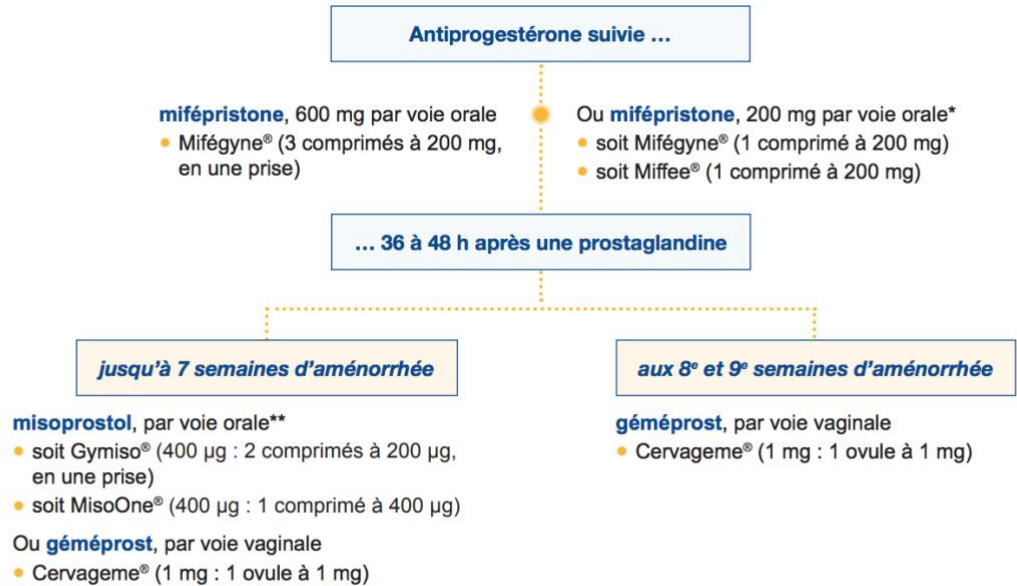 Antiprogestérone suivie ...
mifépristone, 600 mg par voie orale
• Mifégyne® (3 comprimés à 200 mg,
en une prise)
Ou mifépristone, 200 mg par voie orale*
• soit Mifégyne® (1 comprimé à 200 mg)
• soit Miffee® (1 comprimé à 200 mg)
... 36 à 48 h après une prostaglandine
jusqu'à 7 semaines d'aménorrhée
misoprostol, par voie orale**
• soit Gymiso® (400 µg : 2 comprimés à 200 µg,
en une prise)
• soit MisoOne® (400 µg : 1 comprimé à 400 µg)
Ou géméprost, par voie vaginale
• Cervageme® (1 mg : 1 ovule à 1 mg)
aux 8e et 9e semaines d'aménorrhée
géméprost, par voie vaginale
• Cervageme® (1 mg : 1 ovule à 1 mg)